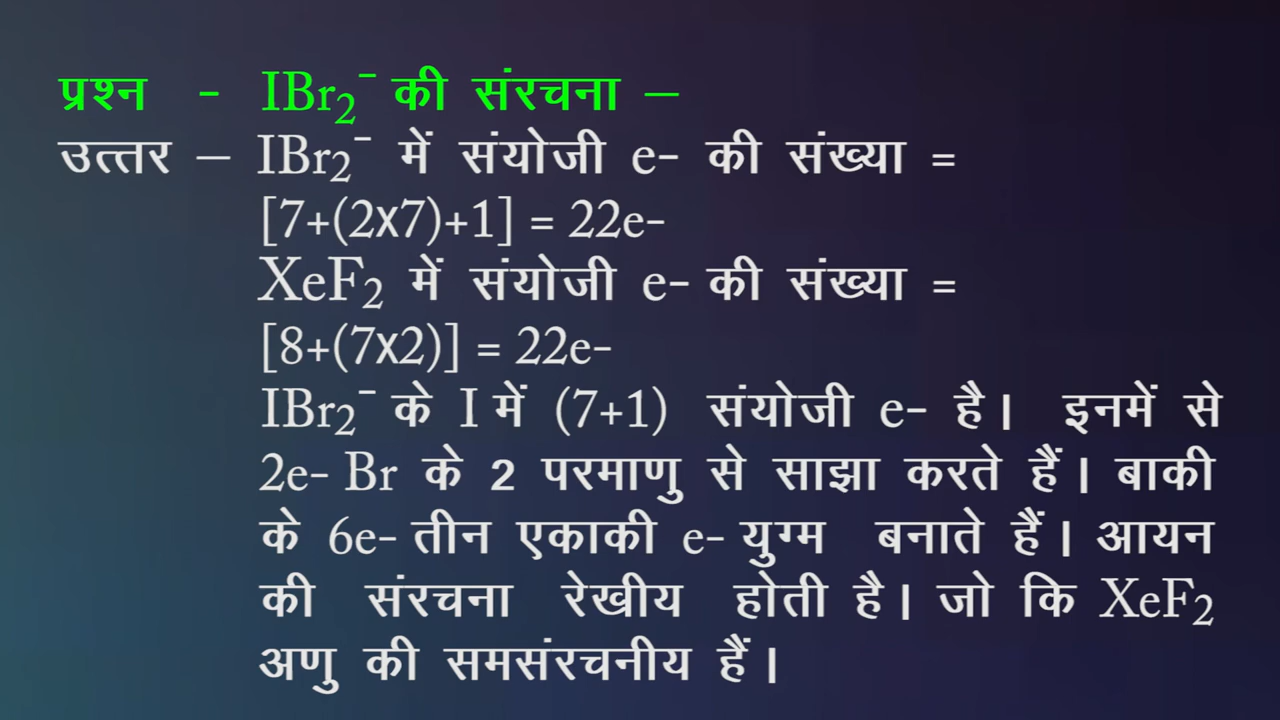 प्रश्न - IBr₂⁻ की संरचना –
उत्तर – IBr₂⁻ में संयोजी e- की संख्या =
[7+(2x7)+1] = 22e-
XeF₂ में संयोजी e- की संख्या =
[8+(7x2)] = 22e-
IBr₂⁻ के I में (7+1) संयोजी e- है। इनमें से
2e- Br के 2 परमाणु से साझा करते हैं। बाकी
के 6e- तीन एकाकी e- युग्म बनाते हैं। आयन
की संरचना रेखीय होती है। जो कि XeF₂
अणु की समसंरचनीय हैं।